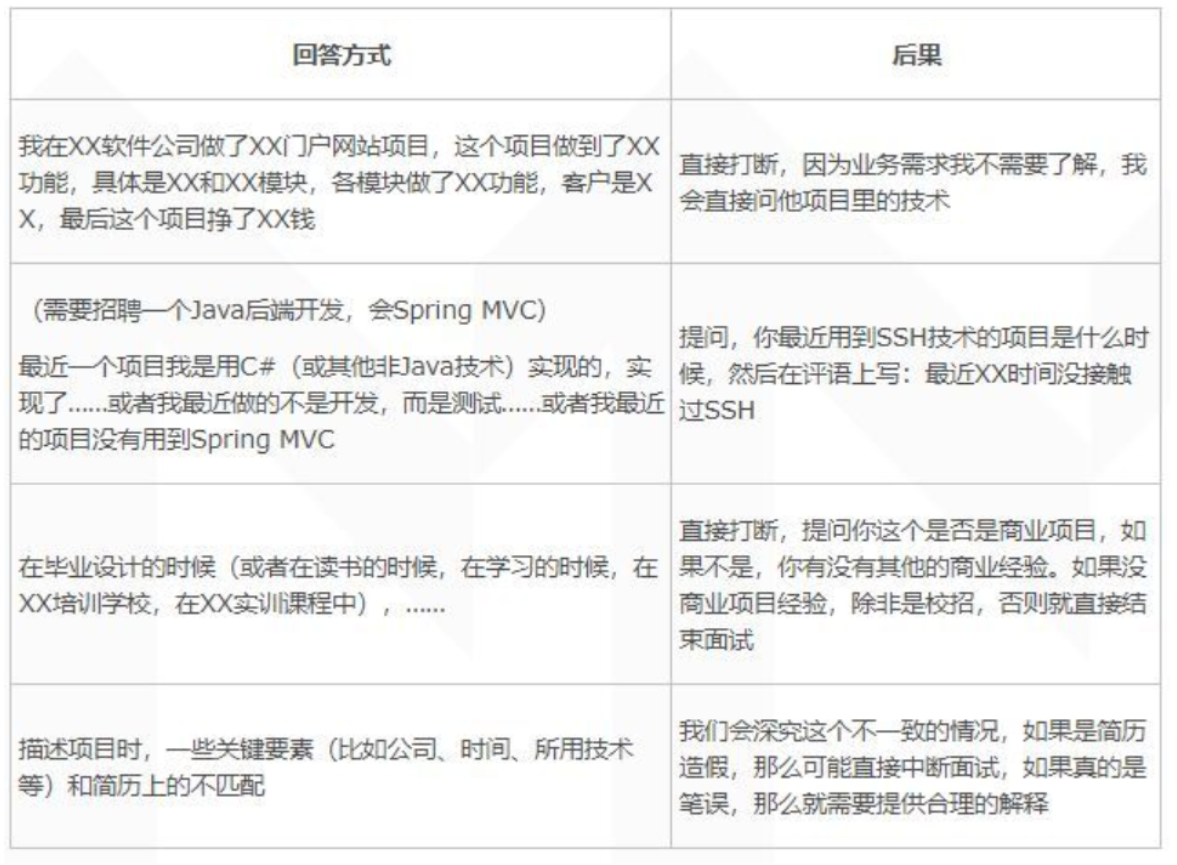 回答方式
后果
我在XX软件公司做了XX门户网站项目，这个项目做到了XX
功能，具体是XX和XX模块，各模块做了XX功能，客户是X
X，最后这个项目挣了XX钱
直接打断，因为业务需求我不需要了解，我
会直接问他项目里的技术
（需要招聘一个Java后端开发，会Spring MVC）
最近一个项目我是用C#（或其他非Java技术）实现的，实
现了......或者我最近做的不是开发，而是测试......或者我最近
的项目没有用到Spring MVC
提问，你最近用到SSH技术的项目是什么时
候，然后在评语上写：最近XX时间没接触
过SSH
在毕业设计的时候（或者在读书的时候，在学习的时候，在
XX培训学校，在XX实训课程中），......
直接打断，提问你这个是否是商业项目，如
果不是，你有没有其他的商业经验。如果没
商业项目经验，除非是校招，否则就直接结
束面试
描述项目时，一些关键要素（比如公司、时间、所用技术
等）和简历上的不匹配
我们会深究这个不一致的情况，如果是简历
造假，那么可能直接中断面试，如果真的是
笔误，那么就需要提供合理的解释